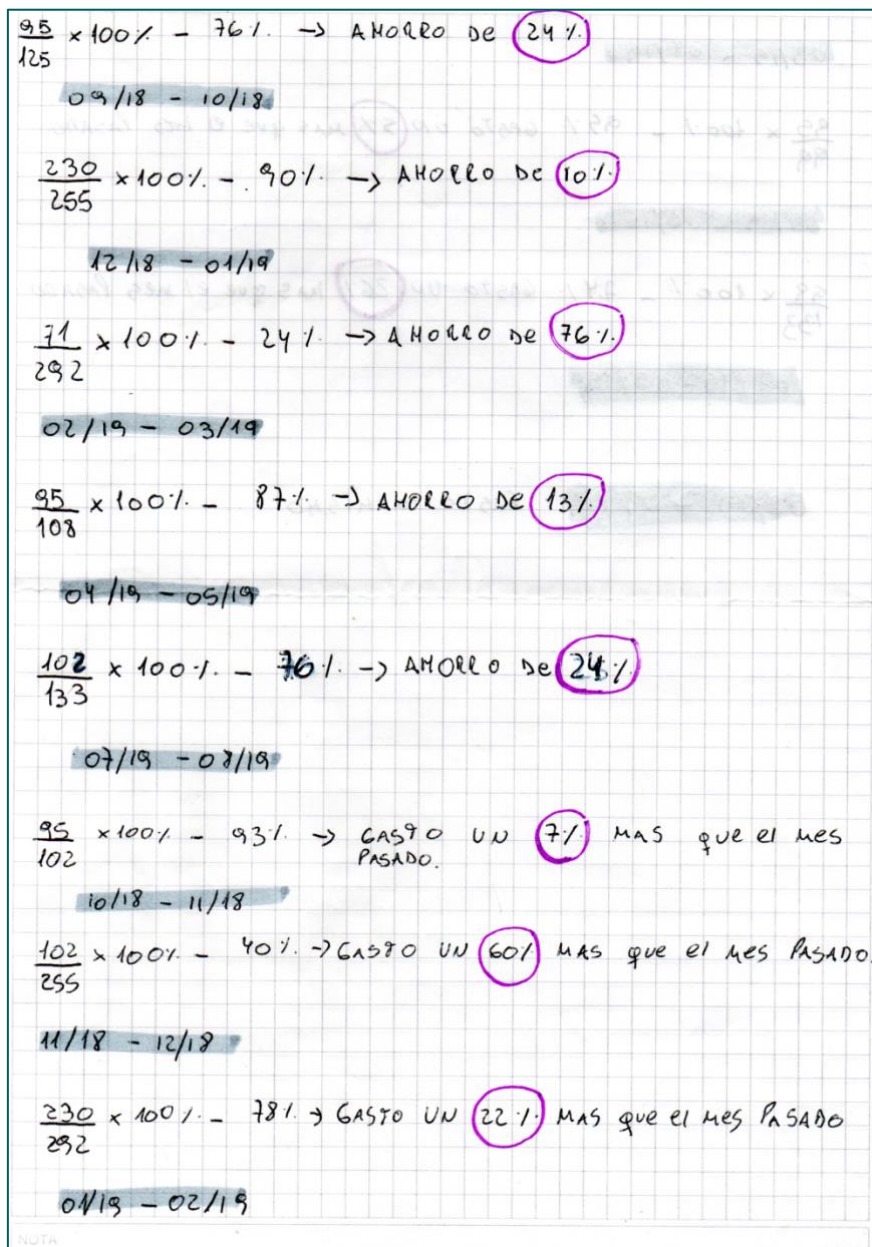 95/125 x 100% - 76% -> AHORRO DE 24%
09/18 - 10/18
230/255 x 100% - 90% -> AHORRO DE 10%
12/18 - 01/19
71/292 x 100% - 24% -> AHORRO DE 76%
02/19 - 03/19
95/108 x 100% - 87% -> AHORRO DE 13%
04/19 - 05/19
102/133 x 100% - 76% -> AHORRO DE 24%
07/19 - 08/19
95/102 x 100% - 93% -> GASTO UN 7% MAS que el mes
PASADO.
10/18 - 11/18
102/255 x 100% - 40% -> GASTO UN 60% MAS que el mes PASADO.
11/18 - 12/18
230/292 x 100% - 78% -> GASTO UN 22% MAS que el mes PASADO
01/19 - 02/19
NOTA